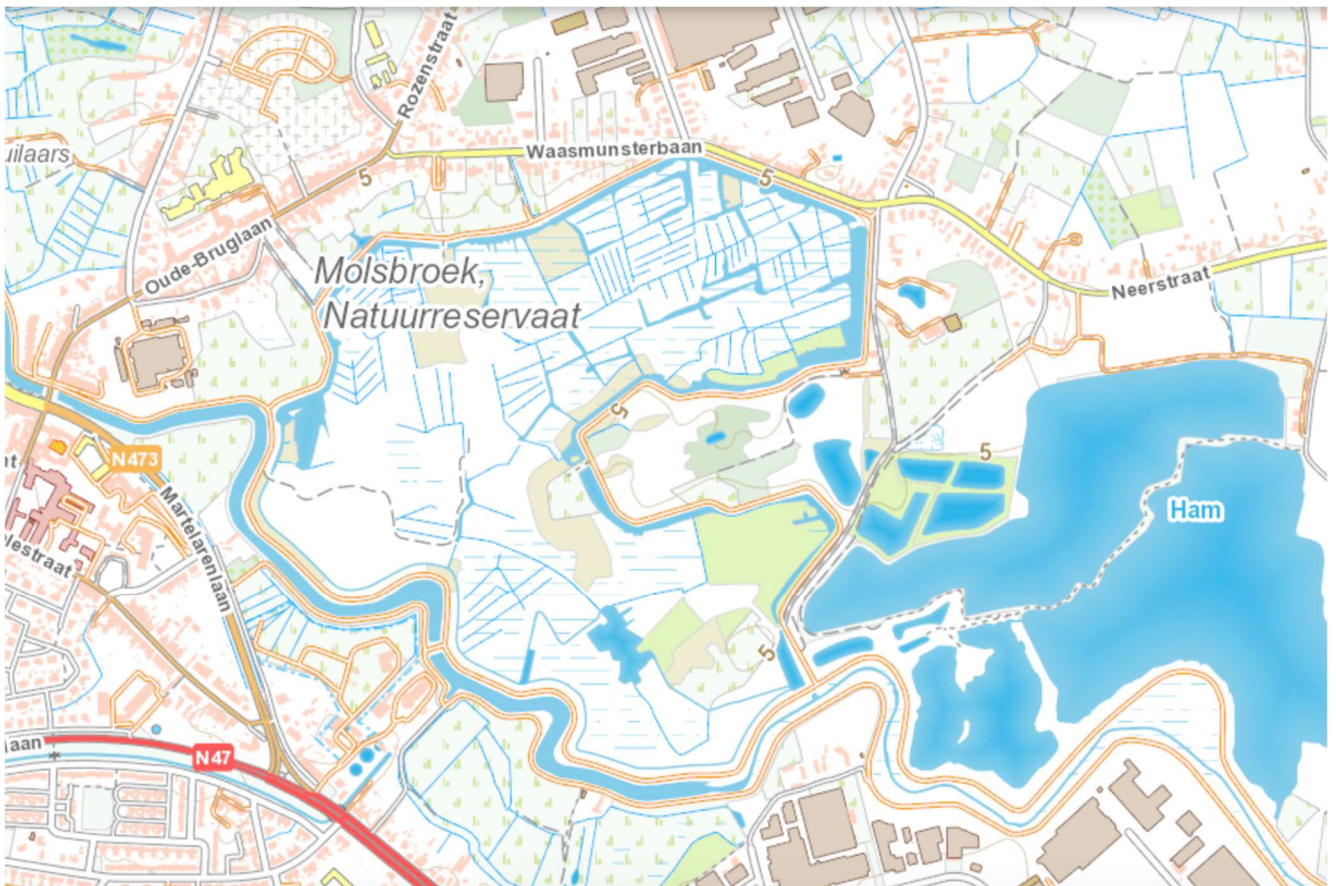 Rozenstraat
Waasmunsterbaan
uilaars
5
5
Oude-Bruglaan
Molsbroek,
Natuurreservaat
Neerstraat
5
5
N473
Ham
Martelarenlaan
lestraat
5
laan
N47